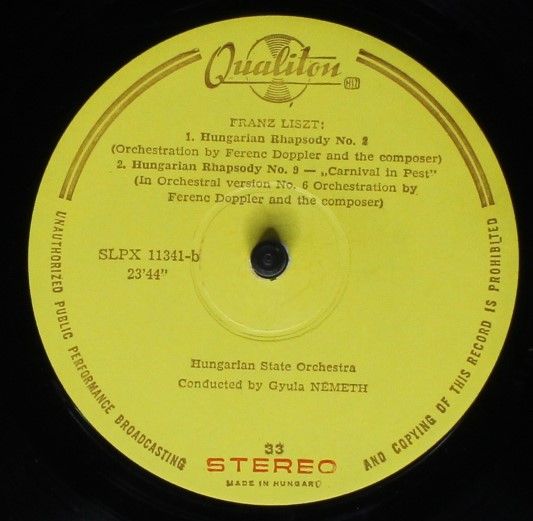 Qualiton
FRANZ LISZT:
1. Hungarian Rhapsody No. 2
(Orchestration by Ferenc Doppler and the composer)
2. Hungarian Rhapsody No. 9 — „Carnival in Pest”
(In Orchestral version No. 6 Orchestration by
Ferenc Doppler and the composer)
SLPX 11341-b
23'44"
Hungarian State Orchestra
Conducted by Gyula NÉMETH
33
STEREO
MADE IN HUNGARY
UNAUTHORIZED PUBLIC PERFORMANCE BROADCASTING
AND COPYING OF THIS RECORD IS PROHIBITED